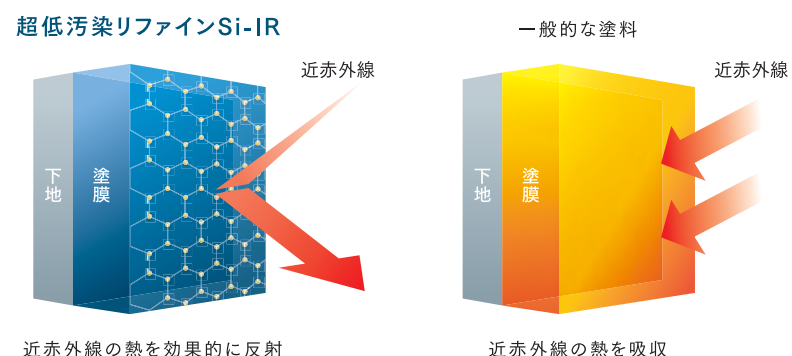 超低汚染リファインSi-IR
近赤外線
下地
塗膜
近赤外線の熱を効果的に反射
一般的な塗料
近赤外線
下地
塗膜
近赤外線の熱を吸収